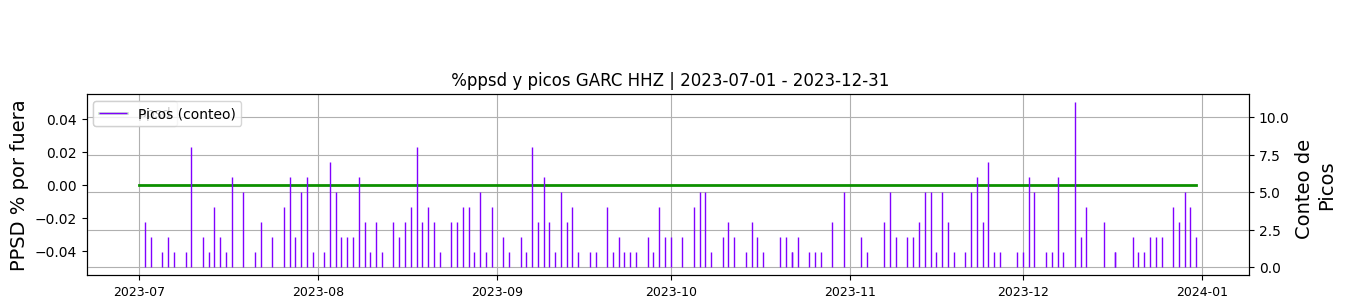 %ppsd y picos GARC HHZ | 2023-07-01 - 2023-12-31
Picos (conteo)
PPSD % por fuera
0.04
0.02
0.00
−0.02
−0.04
10.0
7.5
5.0
2.5
0.0
Conteo de
Picos
2023-07 2023-08 2023-09 2023-10 2023-11 2023-12 2024-01